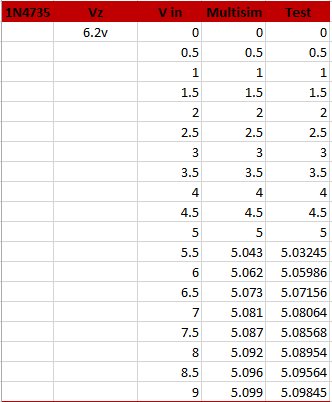 1N4735 Vz V in Multisim Test
6.2v 0 0 0
0.5 0.5 0.5
1 1 1
1.5 1.5 1.5
2 2 2
2.5 2.5 2.5
3 3 3
3.5 3.5 3.5
4 4 4
4.5 4.5 4.5
5 5 5
5.5 5.043 5.03245
6 5.062 5.05986
6.5 5.073 5.07156
7 5.081 5.08064
7.5 5.087 5.08568
8 5.092 5.08954
8.5 5.096 5.09564
9 5.099 5.09845